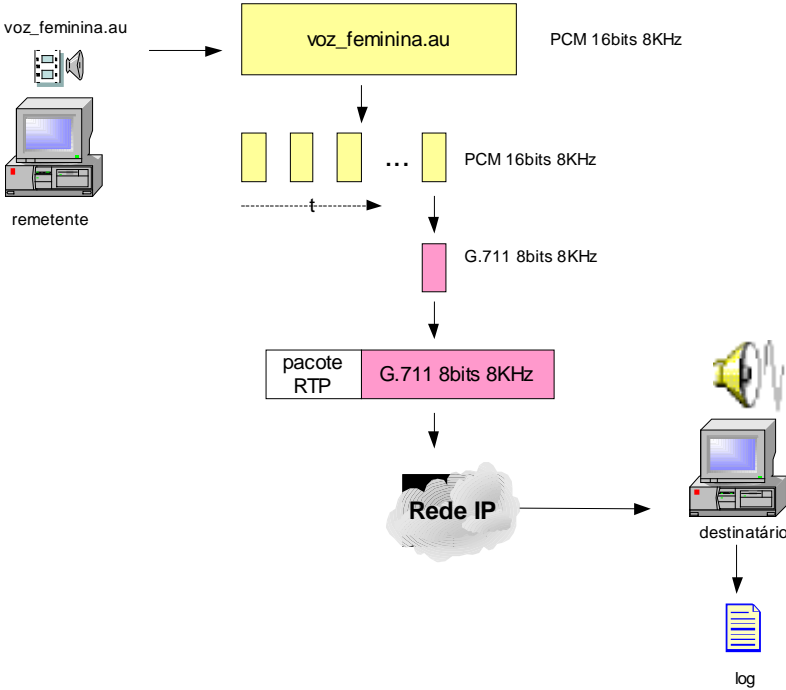 voz_feminina.au
voz_feminina.au
PCM 16bits 8KHz
remetente
...
PCM 16bits 8KHz
t
G.711 8bits 8KHz
pacote
RTP
G.711 8bits 8KHz
Rede IP
destinatário
log